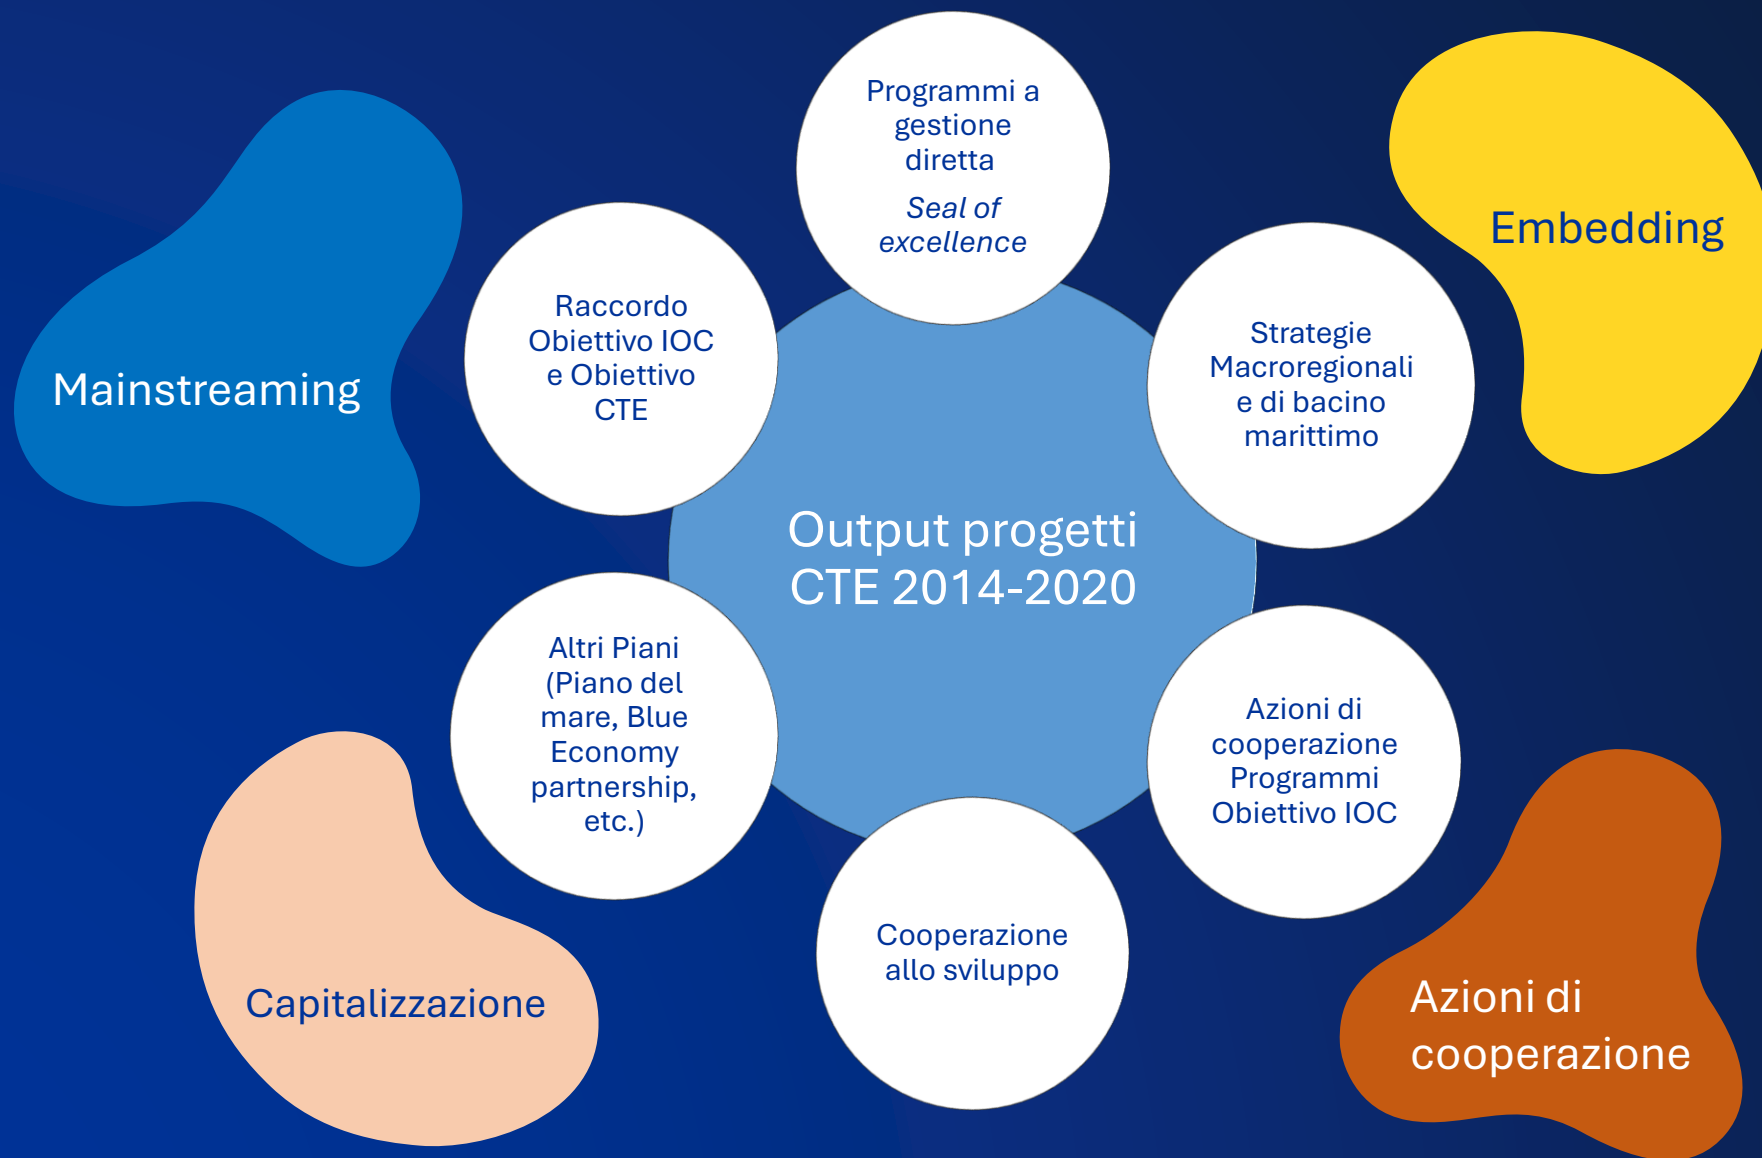 Programmi a
gestione
diretta
Seal of
excellence
Embedding
Raccordo
Obiettivo IOC
e Obiettivo
CTE
Strategie
Macroregionali
e di bacino
marittimo
Mainstreaming
Output progetti
CTE 2014-2020
Altri Piani
(Piano del
mare, Blue
Economy
partnership,
etc.)
Azioni di
cooperazione
Programmi
Obiettivo IOC
Cooperazione
allo sviluppo
Capitalizzazione
Azioni di
cooperazione